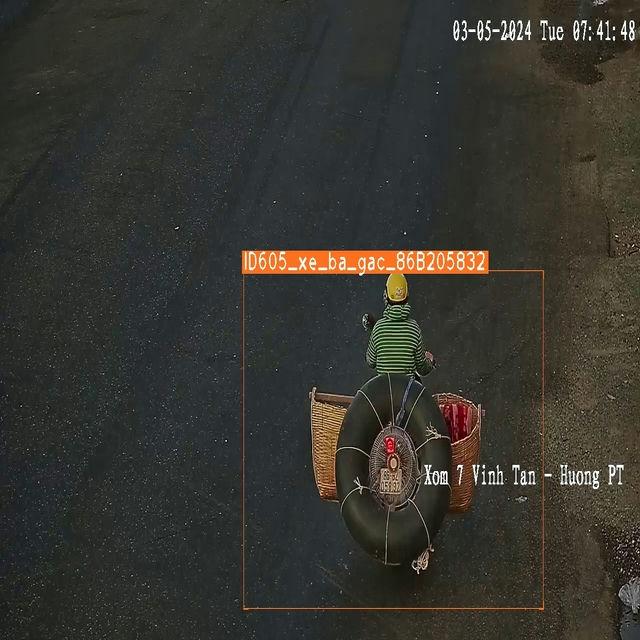 03-05-2024 Tue 07:41:48
ID605_xe_ba_gac_86B205832
Xom 7 Vinh Tan - Huong PT